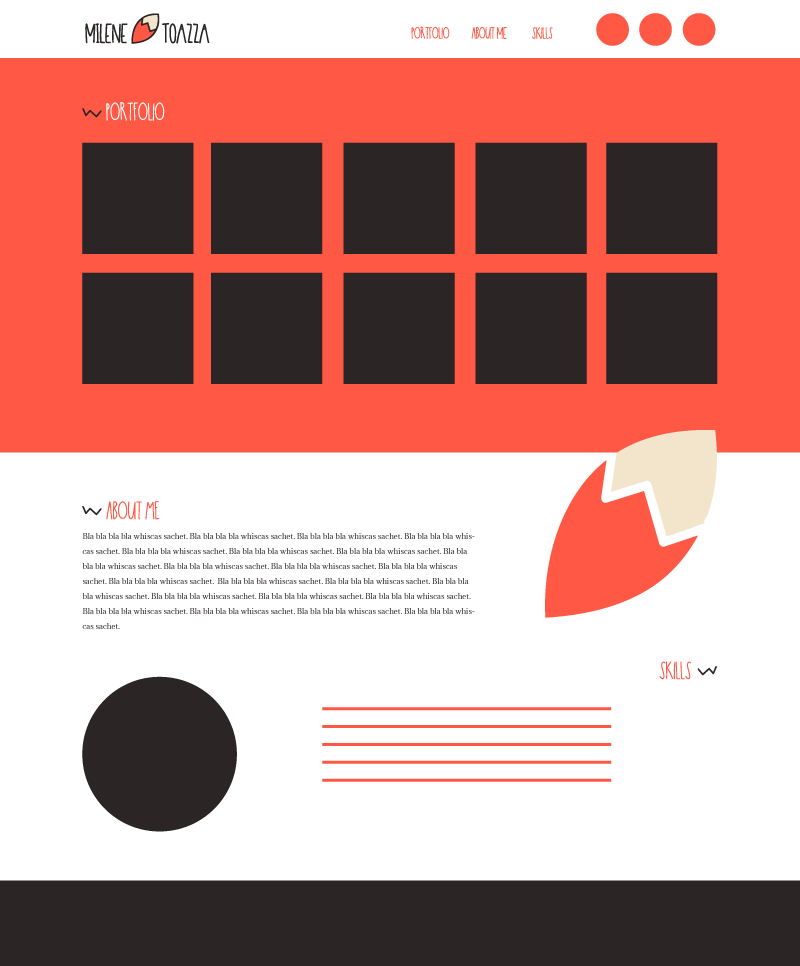 MILENE TOAZZA
PORTFOLIO ABOUT ME SKILLS
PORTFOLIO
ABOUT ME
Bla bla bla bla whiscas sachet. Bla bla bla bla whiscas sachet. Bla bla bla bla whiscas sachet. Bla bla bla bla whis-
cas sachet. Bla bla bla bla whiscas sachet. Bla bla bla bla whiscas sachet. Bla bla bla bla whiscas sachet. Bla bla
bla bla whiscas sachet. Bla bla bla bla whiscas sachet. Bla bla bla bla whiscas sachet. Bla bla bla bla whiscas
sachet. Bla bla bla bla whiscas sachet.  Bla bla bla bla whiscas sachet. Bla bla bla bla whiscas sachet. Bla bla bla
bla whiscas sachet. Bla bla bla bla whiscas sachet. Bla bla bla bla whiscas sachet. Bla bla bla bla whiscas sachet.
Bla bla bla bla whiscas sachet. Bla bla bla bla whiscas sachet. Bla bla bla bla whiscas sachet. Bla bla bla bla whis-
cas sachet.
SKILLS